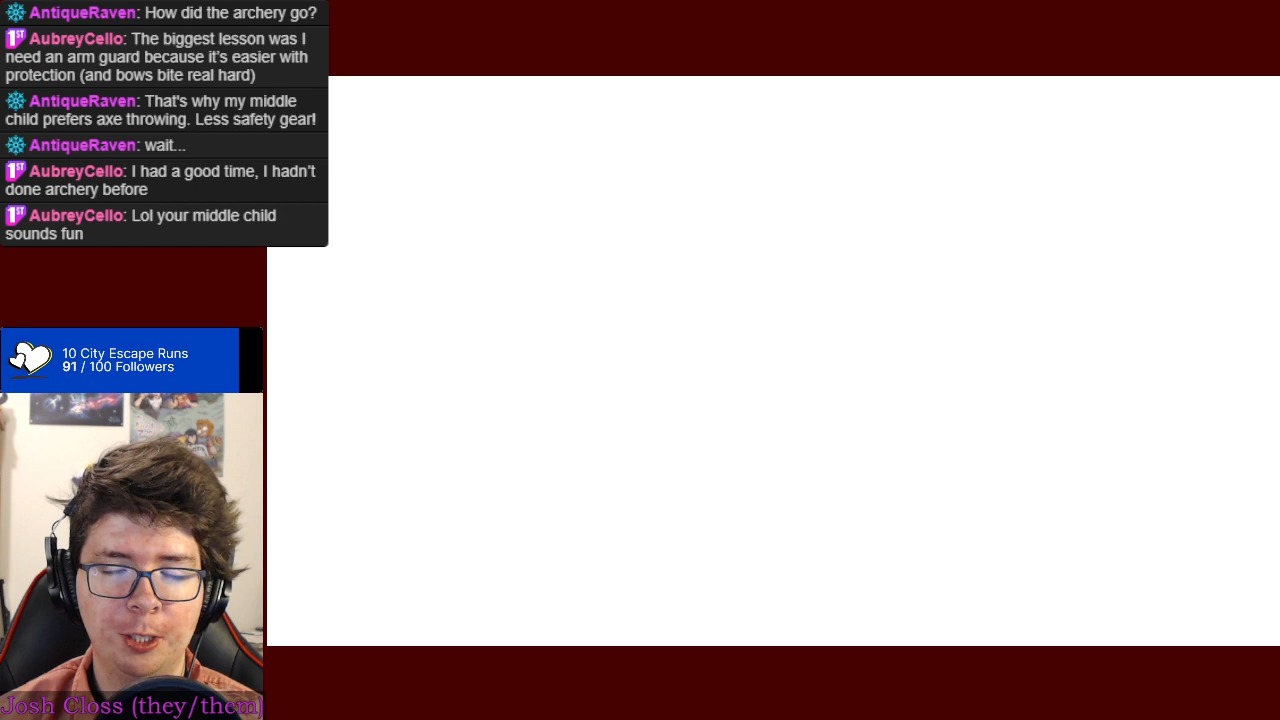 AntiqueRaven: How did the archery go?
1ST AubreyCello: The biggest lesson was I
need an arm guard because it's easier with
protection (and bows bite real hard)
AntiqueRaven: That's why my middle
child prefers axe throwing. Less safety gear!
AntiqueRaven: wait...
1ST AubreyCello: I had a good time, I hadn't
done archery before
1ST AubreyCello: Lol your middle child
sounds fun
10 City Escape Runs
91 / 100 Followers
Josh Closs (they/them)